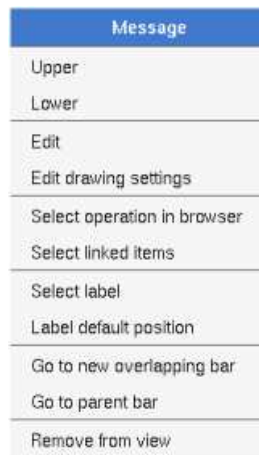 Message
Upper
Lower
Edit
Edit drawing settings
Select operation in browser
Select linked items
Select label
Label default position
Go to new overlapping bar
Go to parent bar
Remove from view